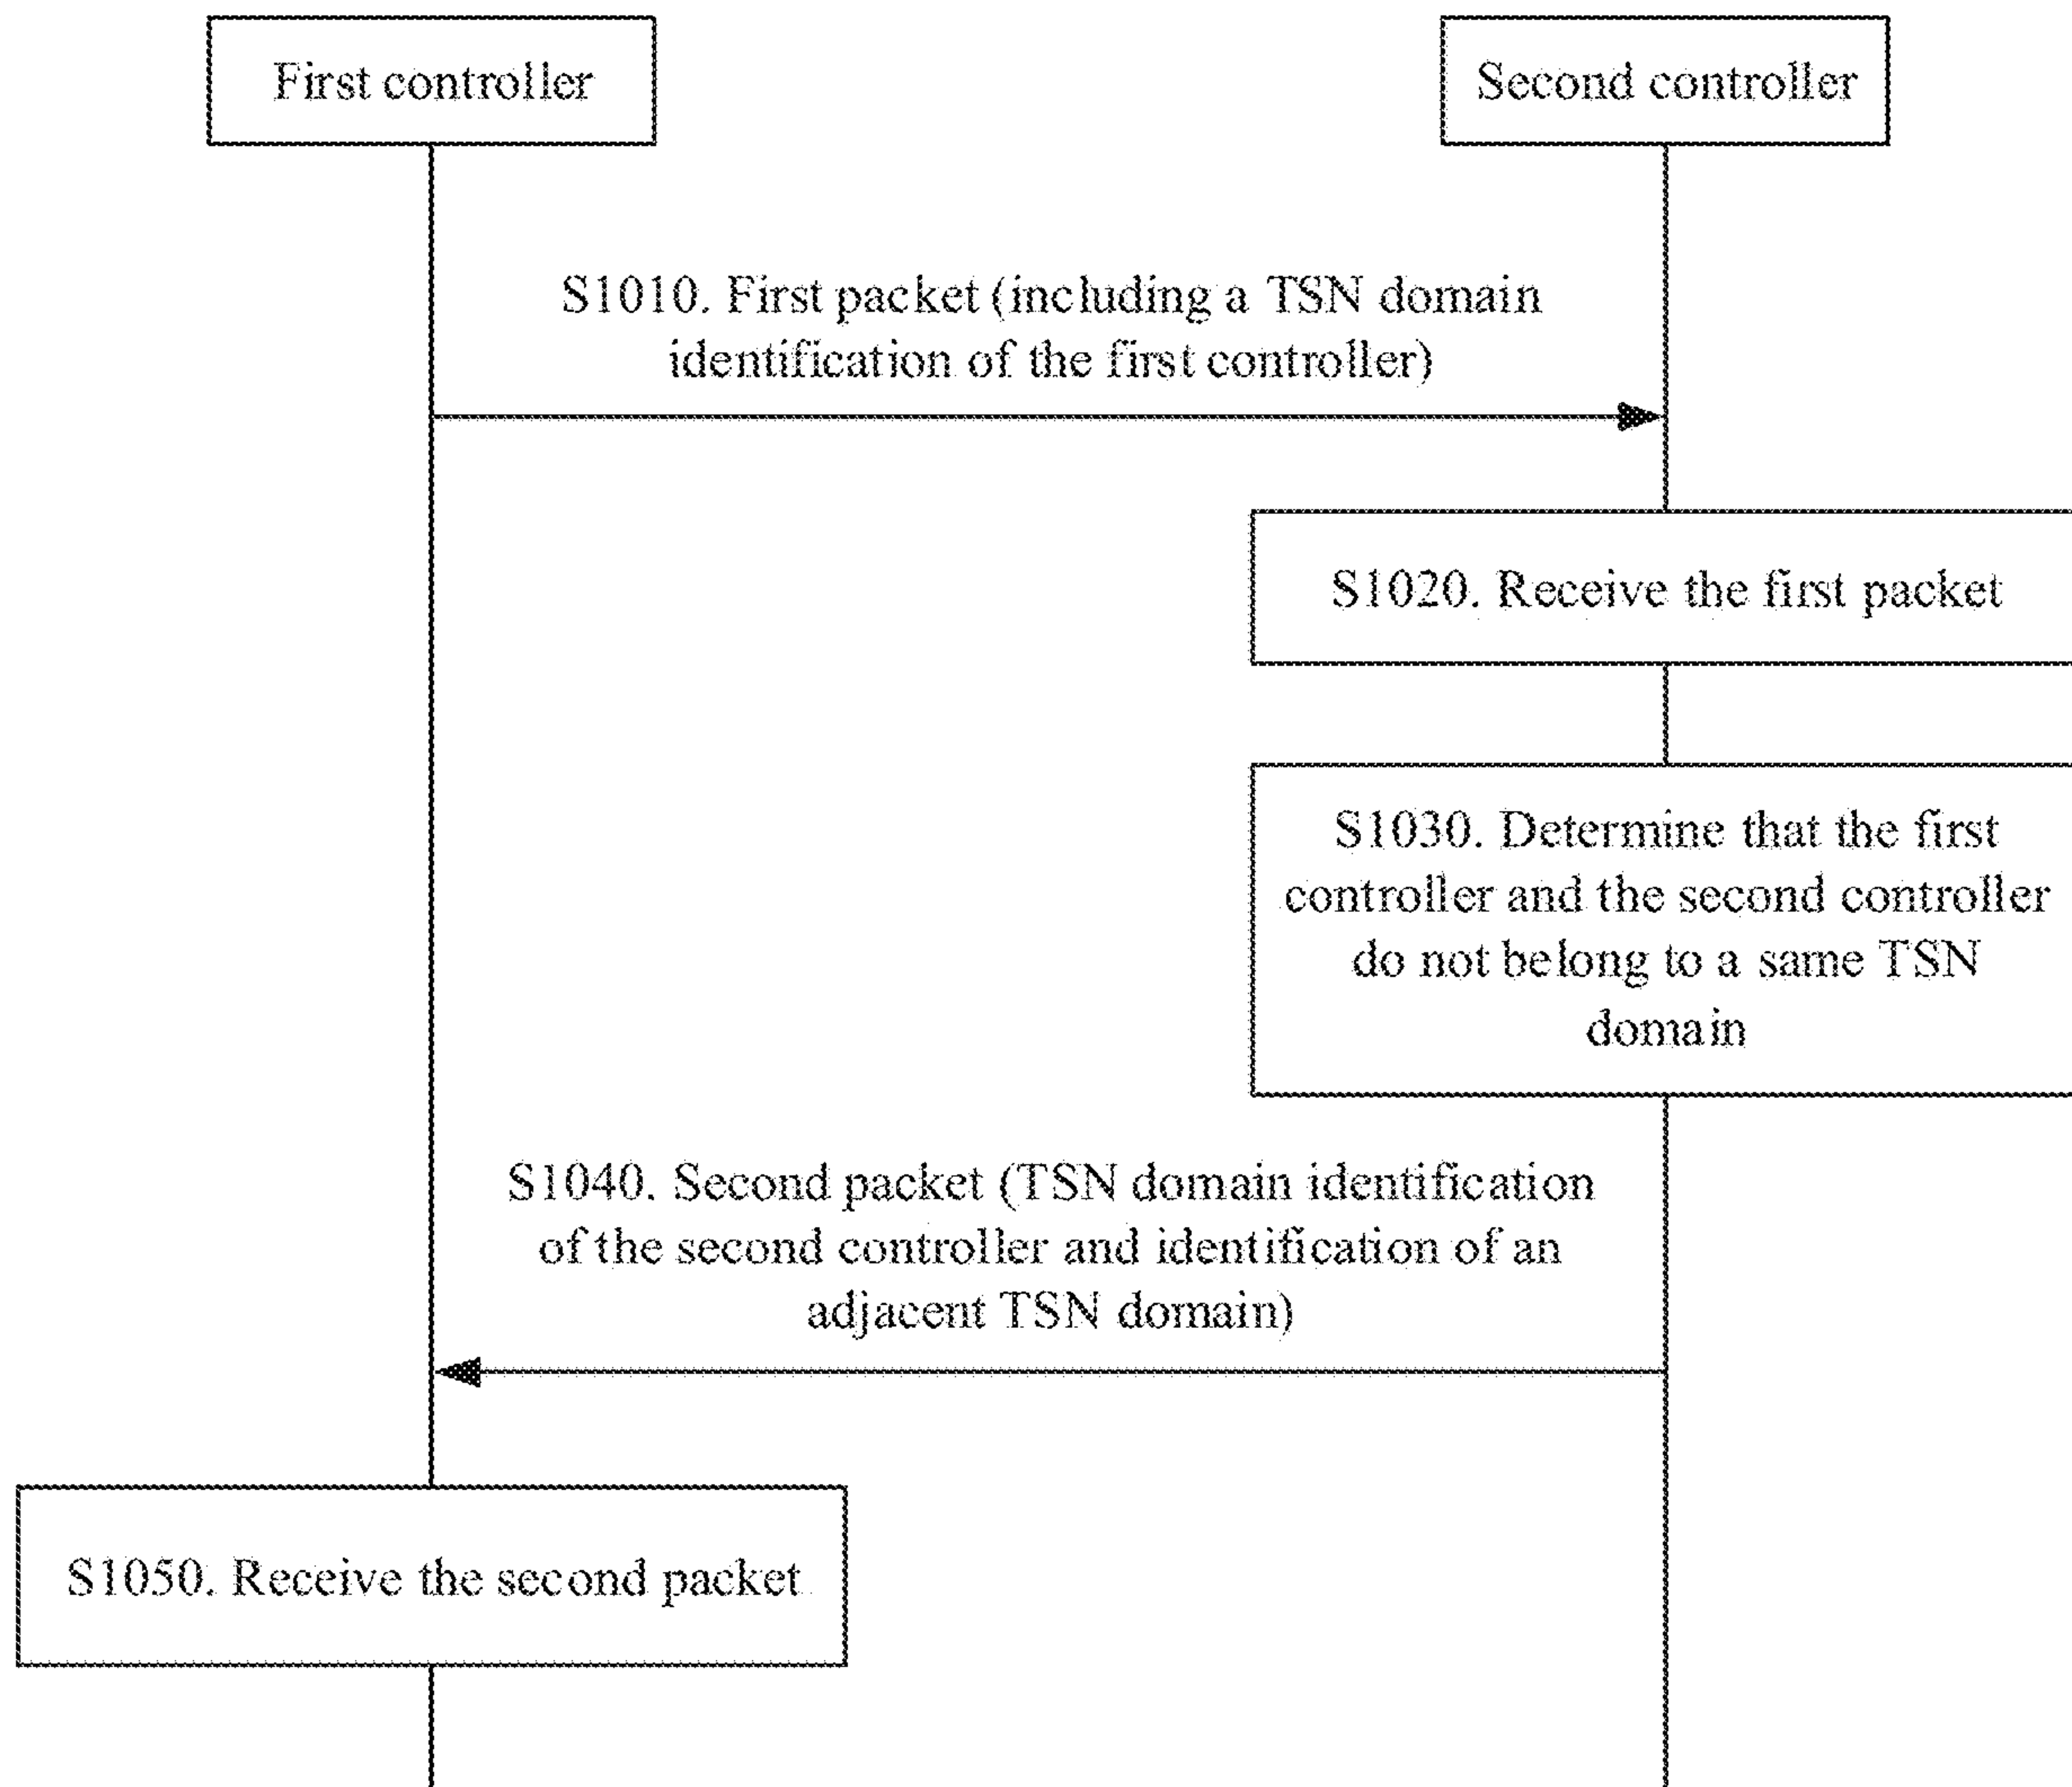 First controller
Second controller
S1010. First packet (including a TSN domain
identification of the first controller)
S1020. Receive the first packet
S1030. Determine that the first
controller and the second controller
do not belong to a same TSN
domain
S1040. Second packet (TSN domain identification
of the second controller and identification of an
adjacent TSN domain)
S1050. Receive the second packet